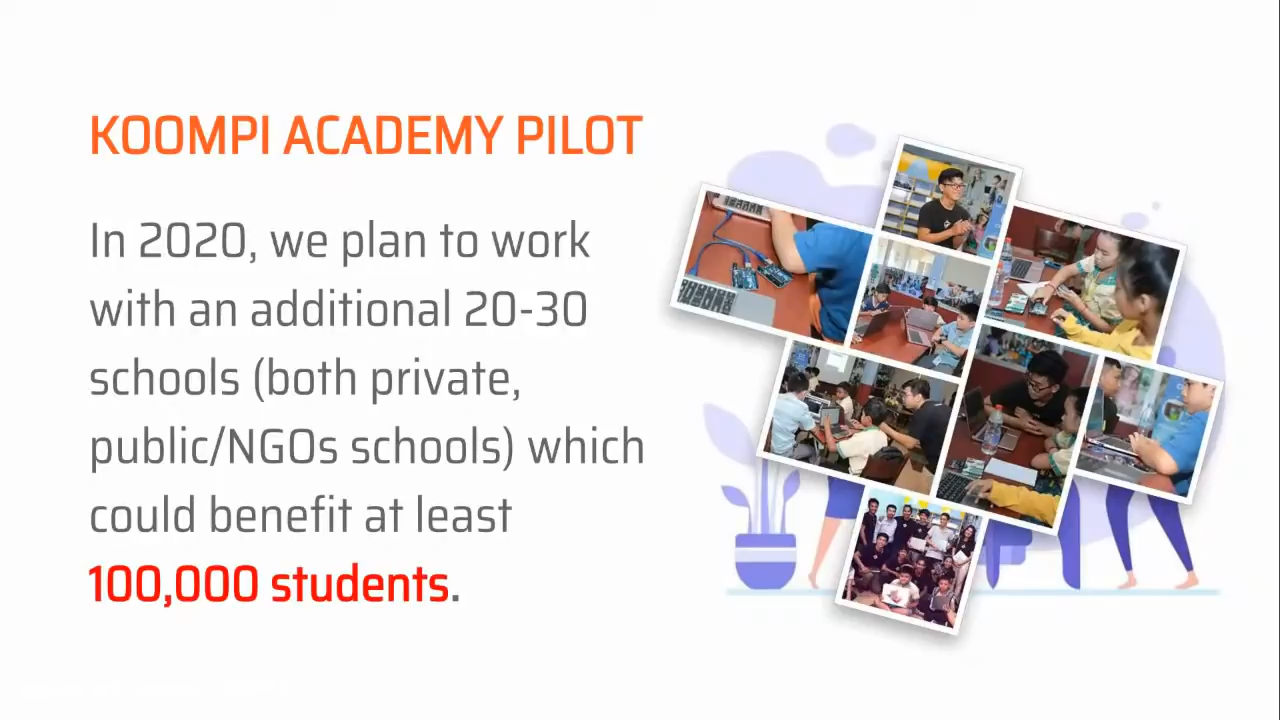 KOOMPI ACADEMY PILOT
In 2020, we plan to work
with an additional 20-30
schools (both private,
public/NGOs schools) which
could benefit at least
100,000 students.